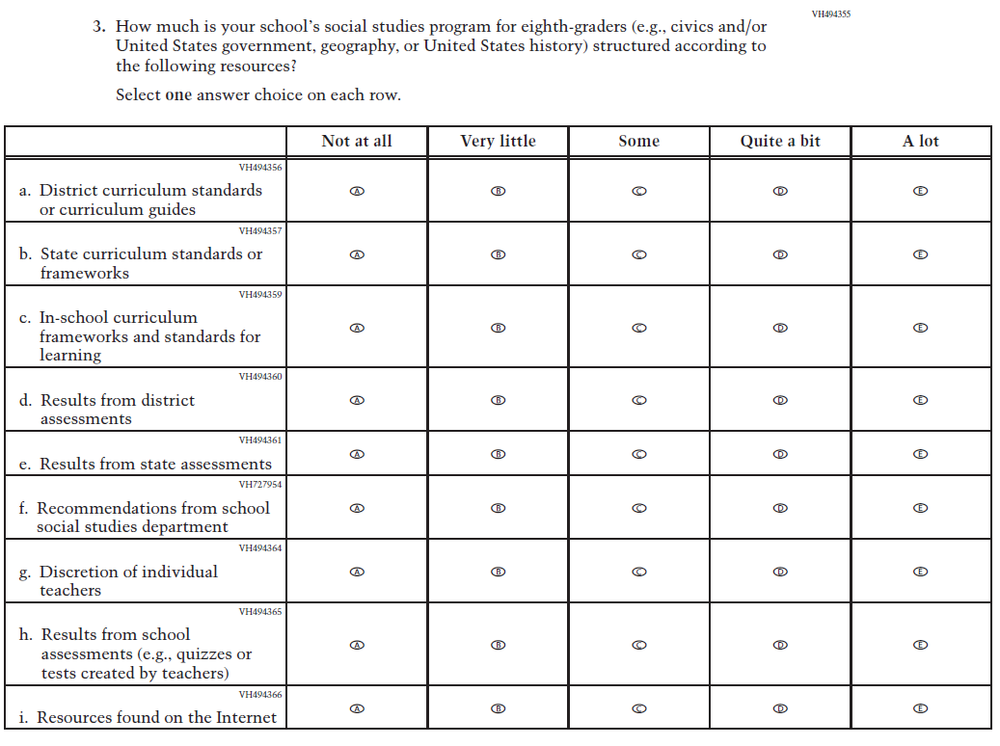 VH494355
3. How much is your school's social studies program for eighth-graders (e.g., civics and/or
United States government, geography, or United States history) structured according to
the following resources?
Select one answer choice on each row.
Not at all Very little Some Quite a bit A lot
VH494356
a. District curriculum standards
or curriculum guides
A B C D E
VH494357
b. State curriculum standards or
frameworks
A B C D E
VH494359
c. In-school curriculum
frameworks and standards for
learning
A B C D E
VH494360
d. Results from district
assessments
A B C D E
VH494361
e. Results from state assessments
A B C D E
VH727954
f. Recommendations from school
social studies department
A B C D E
VH494364
g. Discretion of individual
teachers
A B C D E
VH494365
h. Results from school
assessments (e.g., quizzes or
tests created by teachers)
A B C D E
VH494366
i. Resources found on the Internet
A B C D E